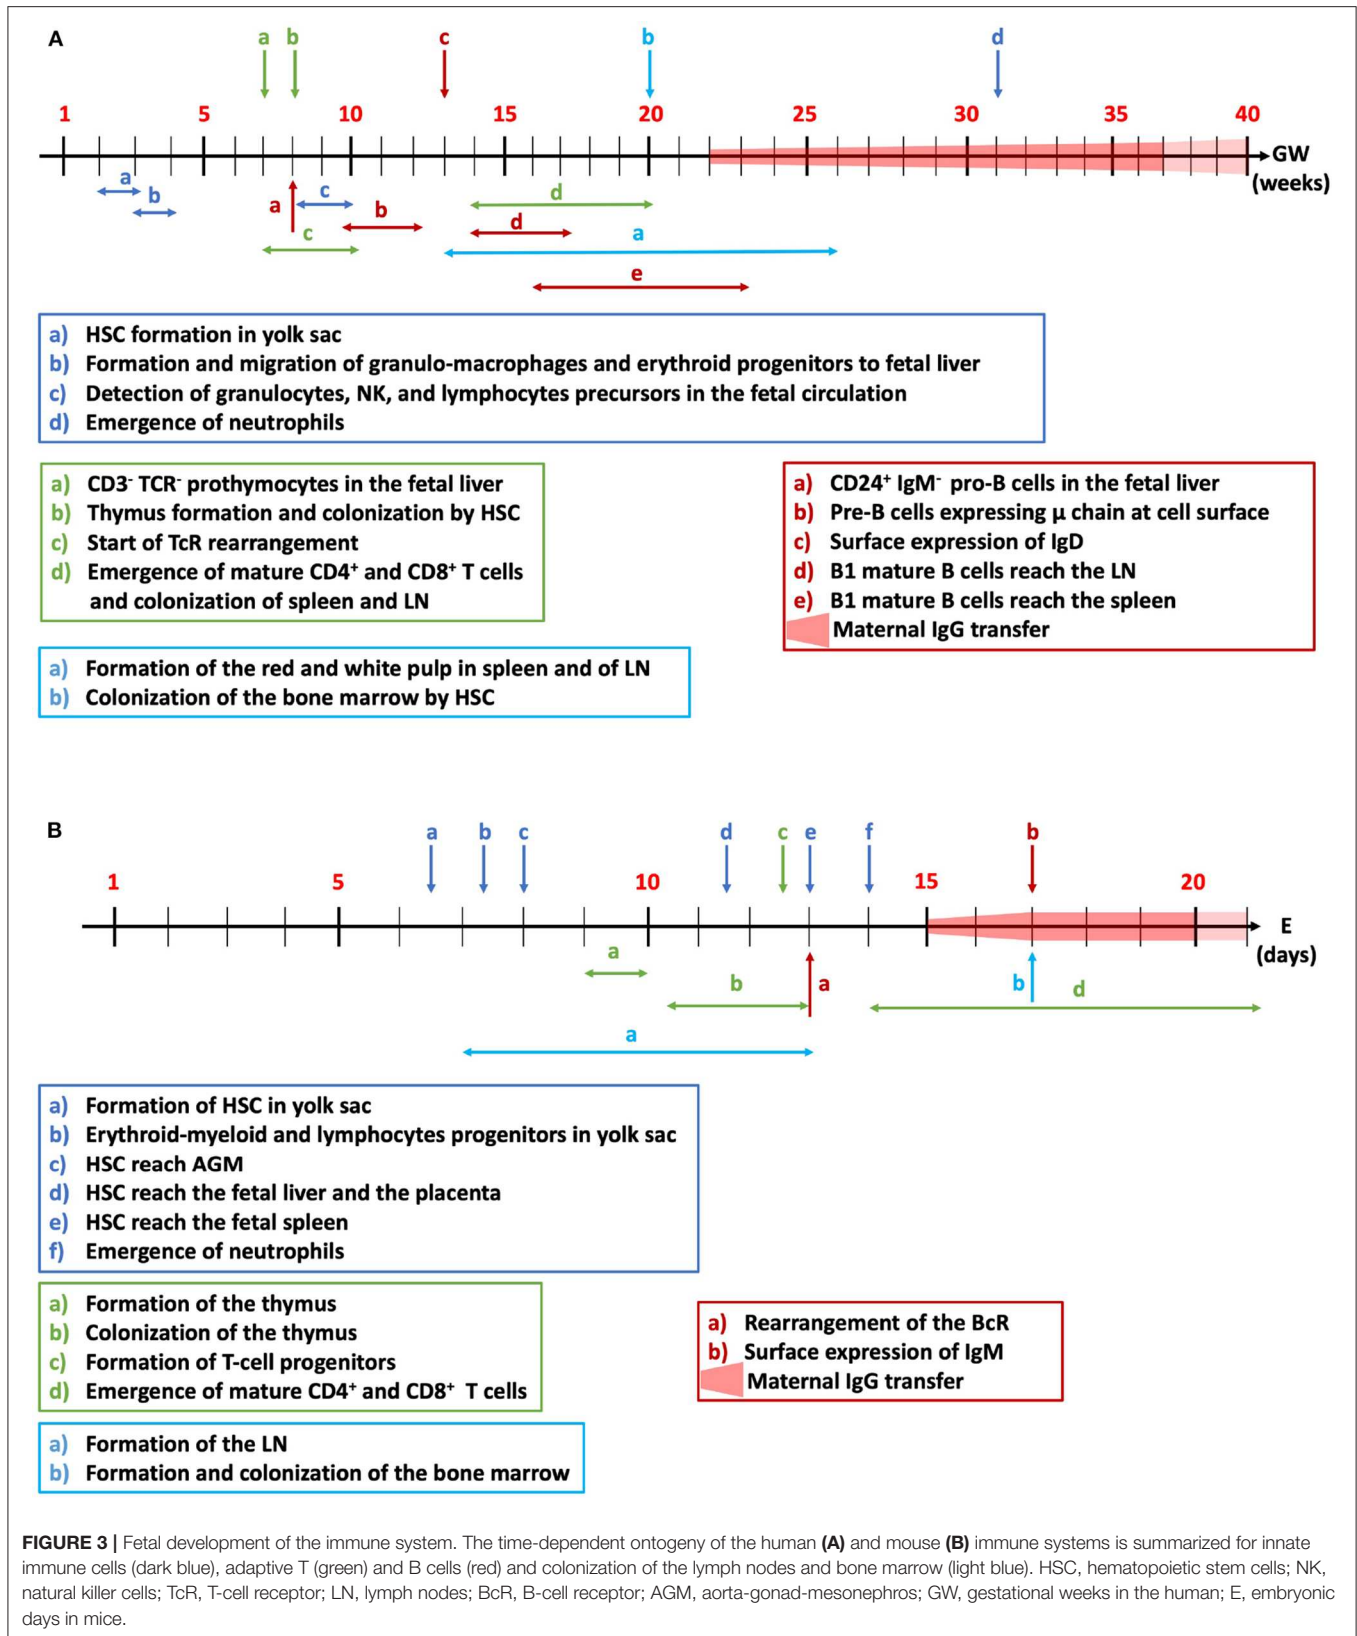 A
a b c b d
1 5 10 15 20 25 30 35 40
GW
(weeks)
a
b
a
c
b
d
c
d
a
e
a) HSC formation in yolk sac
b) Formation and migration of granulo-macrophages and erythroid progenitors to fetal liver
c) Detection of granulocytes, NK, and lymphocytes precursors in the fetal circulation
d) Emergence of neutrophils
a) CD3⁻ TCR⁻ prothymocytes in the fetal liver
b) Thymus formation and colonization by HSC
c) Start of TcR rearrangement
d) Emergence of mature CD4⁺ and CD8⁺ T cells
and colonization of spleen and LN
a) CD24⁺ IgM⁻ pro-B cells in the fetal liver
b) Pre-B cells expressing µ chain at cell surface
c) Surface expression of IgD
d) B1 mature B cells reach the LN
e) B1 mature B cells reach the spleen
Maternal IgG transfer
a) Formation of the red and white pulp in spleen and of LN
b) Colonization of the bone marrow by HSC
B
a b c d c e f b
1 5 10 15 20
E
(days)
a
b
a
b
d
a
a) Formation of HSC in yolk sac
b) Erythroid-myeloid and lymphocytes progenitors in yolk sac
c) HSC reach AGM
d) HSC reach the fetal liver and the placenta
e) HSC reach the fetal spleen
f) Emergence of neutrophils
a) Formation of the thymus
b) Colonization of the thymus
c) Formation of T-cell progenitors
d) Emergence of mature CD4⁺ and CD8⁺ T cells
a) Rearrangement of the BcR
b) Surface expression of IgM
Maternal IgG transfer
a) Formation of the LN
b) Formation and colonization of the bone marrow
FIGURE 3 | Fetal development of the immune system. The time-dependent ontogeny of the human (A) and mouse (B) immune systems is summarized for innate
immune cells (dark blue), adaptive T (green) and B cells (red) and colonization of the lymph nodes and bone marrow (light blue). HSC, hematopoietic stem cells; NK,
natural killer cells; TcR, T-cell receptor; LN, lymph nodes; BcR, B-cell receptor; AGM, aorta-gonad-mesonephros; GW, gestational weeks in the human; E, embryonic
days in mice.